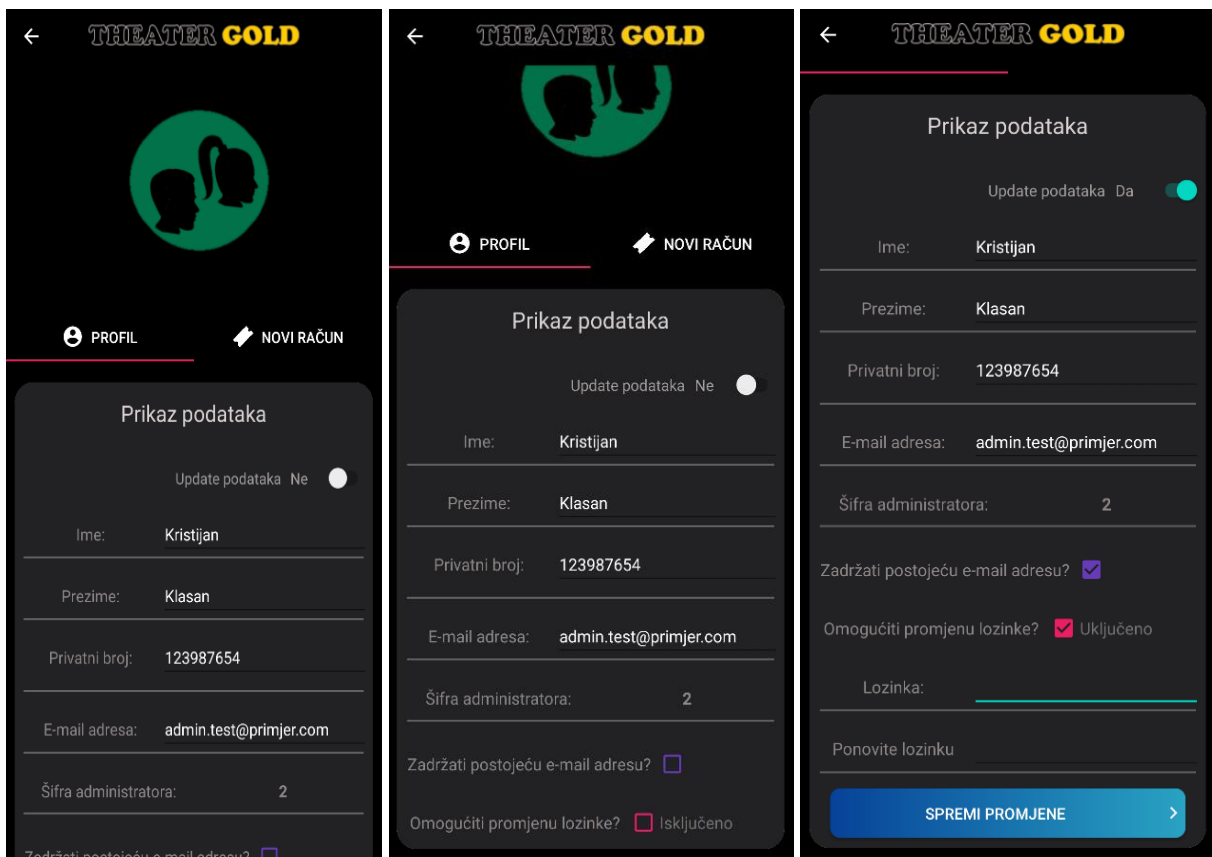 THEATER GOLD
PROFIL NOVI RAČUN
Prikaz podataka
Update podataka Ne
Ime: Kristijan
Prezime: Klasan
Privatni broj: 123987654
E-mail adresa: admin.test@primjer.com
Šifra administratora: 2
Zadržati postojeću e-mail adresu?
THEATER GOLD
PROFIL NOVI RAČUN
Prikaz podataka
Update podataka Ne
Ime: Kristijan
Prezime: Klasan
Privatni broj: 123987654
E-mail adresa: admin.test@primjer.com
Šifra administratora: 2
Zadržati postojeću e-mail adresu?
Omogućiti promjenu lozinke? Isključeno
THEATER GOLD
Prikaz podataka
Update podataka Da
Ime: Kristijan
Prezime: Klasan
Privatni broj: 123987654
E-mail adresa: admin.test@primjer.com
Šifra administratora: 2
Zadržati postojeću e-mail adresu?
Omogućiti promjenu lozinke? Uključeno
Lozinka:
Ponovite lozinku
SPREMI PROMJENE